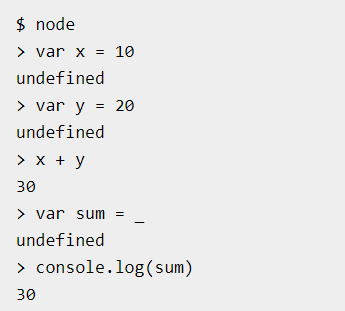 $ node
> var x = 10
undefined
> var y = 20
undefined
> x + y
30
> var sum = _
undefined
> console.log(sum)
30